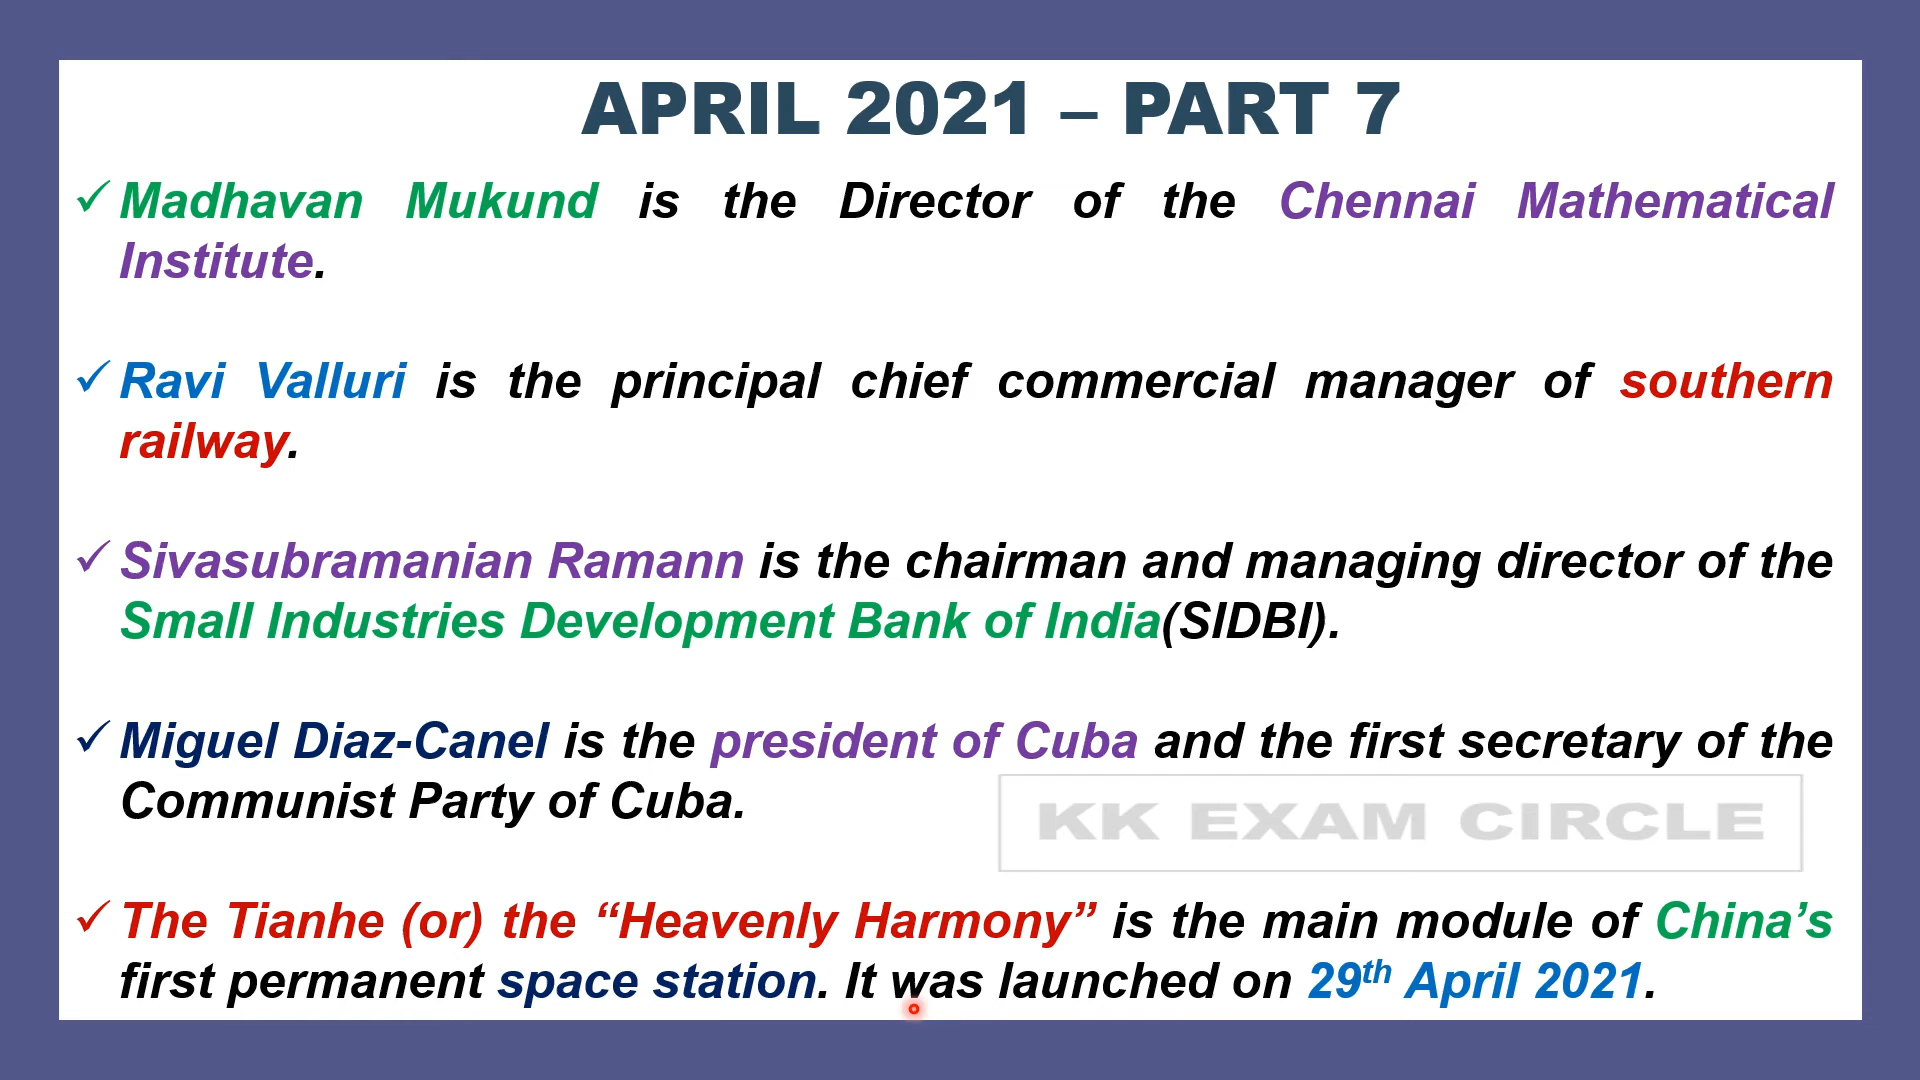 APRIL 2021 – PART 7
✓ Madhavan Mukund is the Director of the Chennai Mathematical
Institute.
✓ Ravi Valluri is the principal chief commercial manager of southern
railway.
✓ Sivasubramanian Ramann is the chairman and managing director of the
Small Industries Development Bank of India(SIDBI).
✓ Miguel Diaz-Canel is the president of Cuba and the first secretary of the
Communist Party of Cuba.
KK EXAM CIRCLE
✓ The Tianhe (or) the “Heavenly Harmony” is the main module of China’s
first permanent space station. It was launched on 29th April 2021.